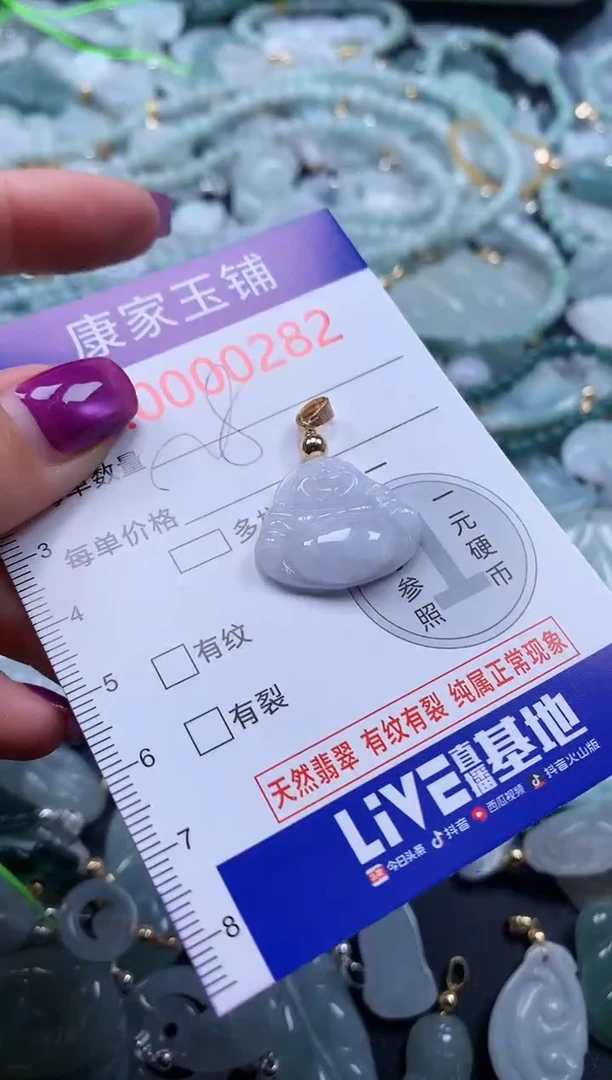 康家玉铺
0000282
单数量
28
每单价格
一元硬币
1
参照
有纹
有裂
3
4
5
6
7
8
天然翡翠 有纹有裂 纯属正常现象
LiVE直播基地
今日头条 抖音 西瓜视频 抖音火山版